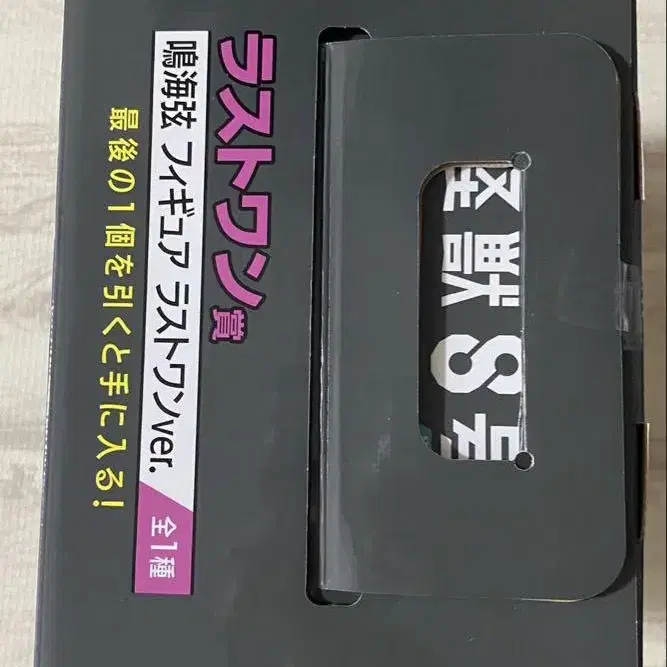 ラストワン賞
鳴海弦 フィギュア ラストワンver. 全1種
最後の1個を引くと手に入る!
怪獣8号